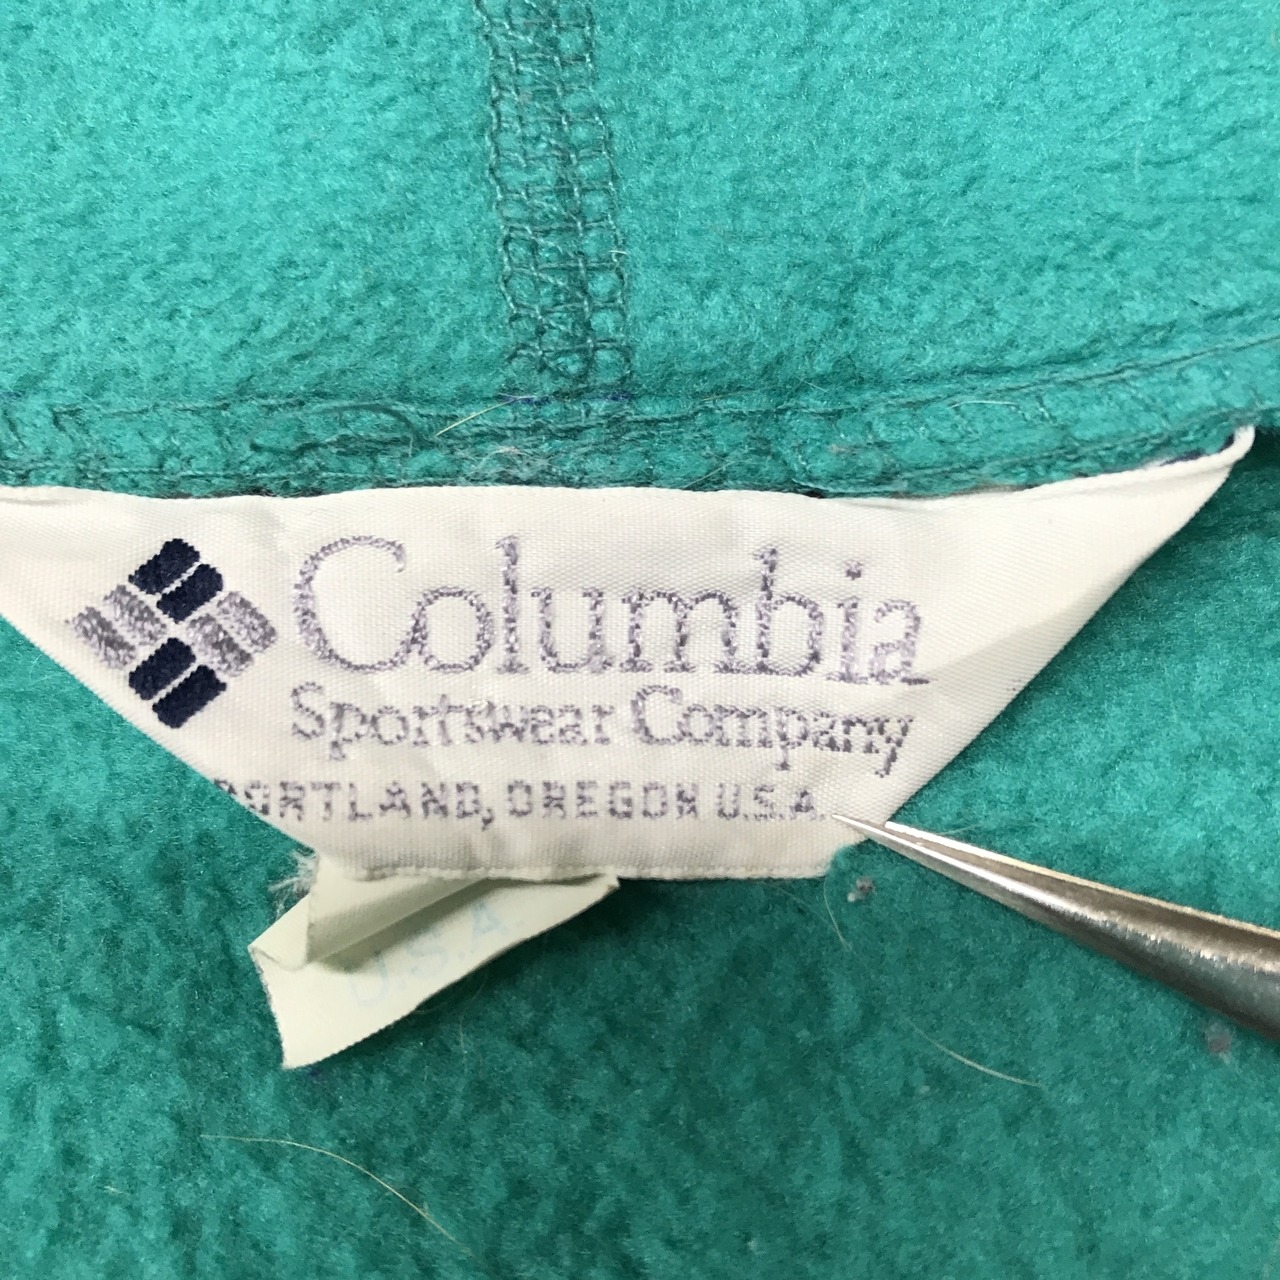 Columbia
Sportswear Company
PORTLAND, OREGON U.S.A.
U.S.A.